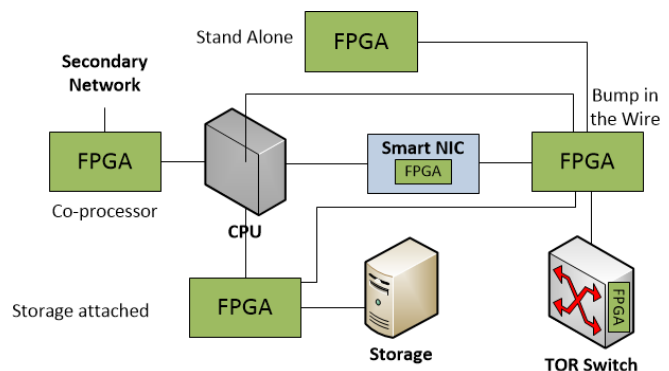 Stand Alone
FPGA
Secondary
Network
Bump in
the Wire
FPGA
Co-processor
CPU
Smart NIC
FPGA
FPGA
Storage attached
FPGA
Storage
FPGA
TOR Switch